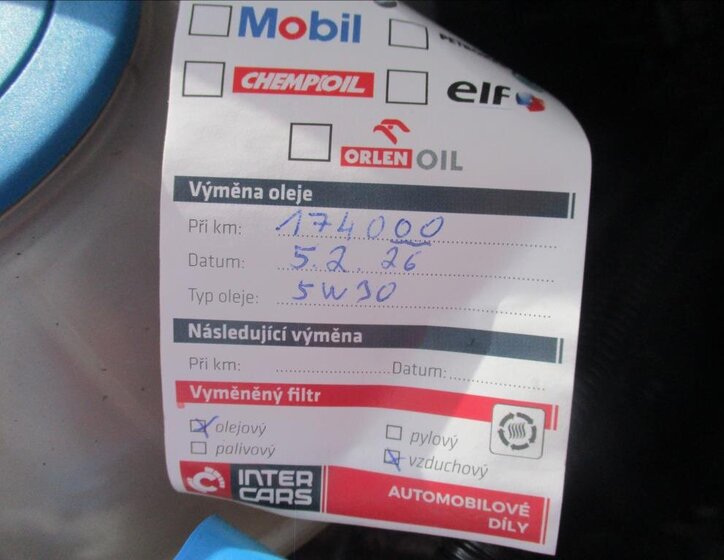 Mobil
CHEMPIOIL
elf
ORLEN OIL
Výměna oleje
Při km: 174000
Datum: 5.2.26
Typ oleje: 5W30
Následující výměna
Při km: Datum:
Vyměněný filtr
olejový pylový
palivový vzduchový
INTER CARS
AUTOMOBILOVÉ
DÍLY